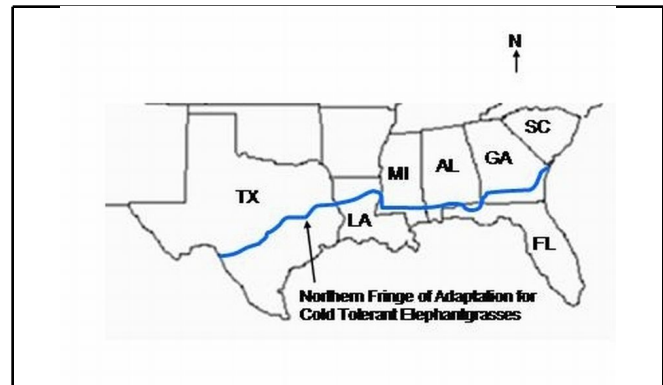 N
SC
GA
AL
MI
TX
LA
FL
Northern Fringe of Adaptation for
Cold Tolerant Elephantgrasses